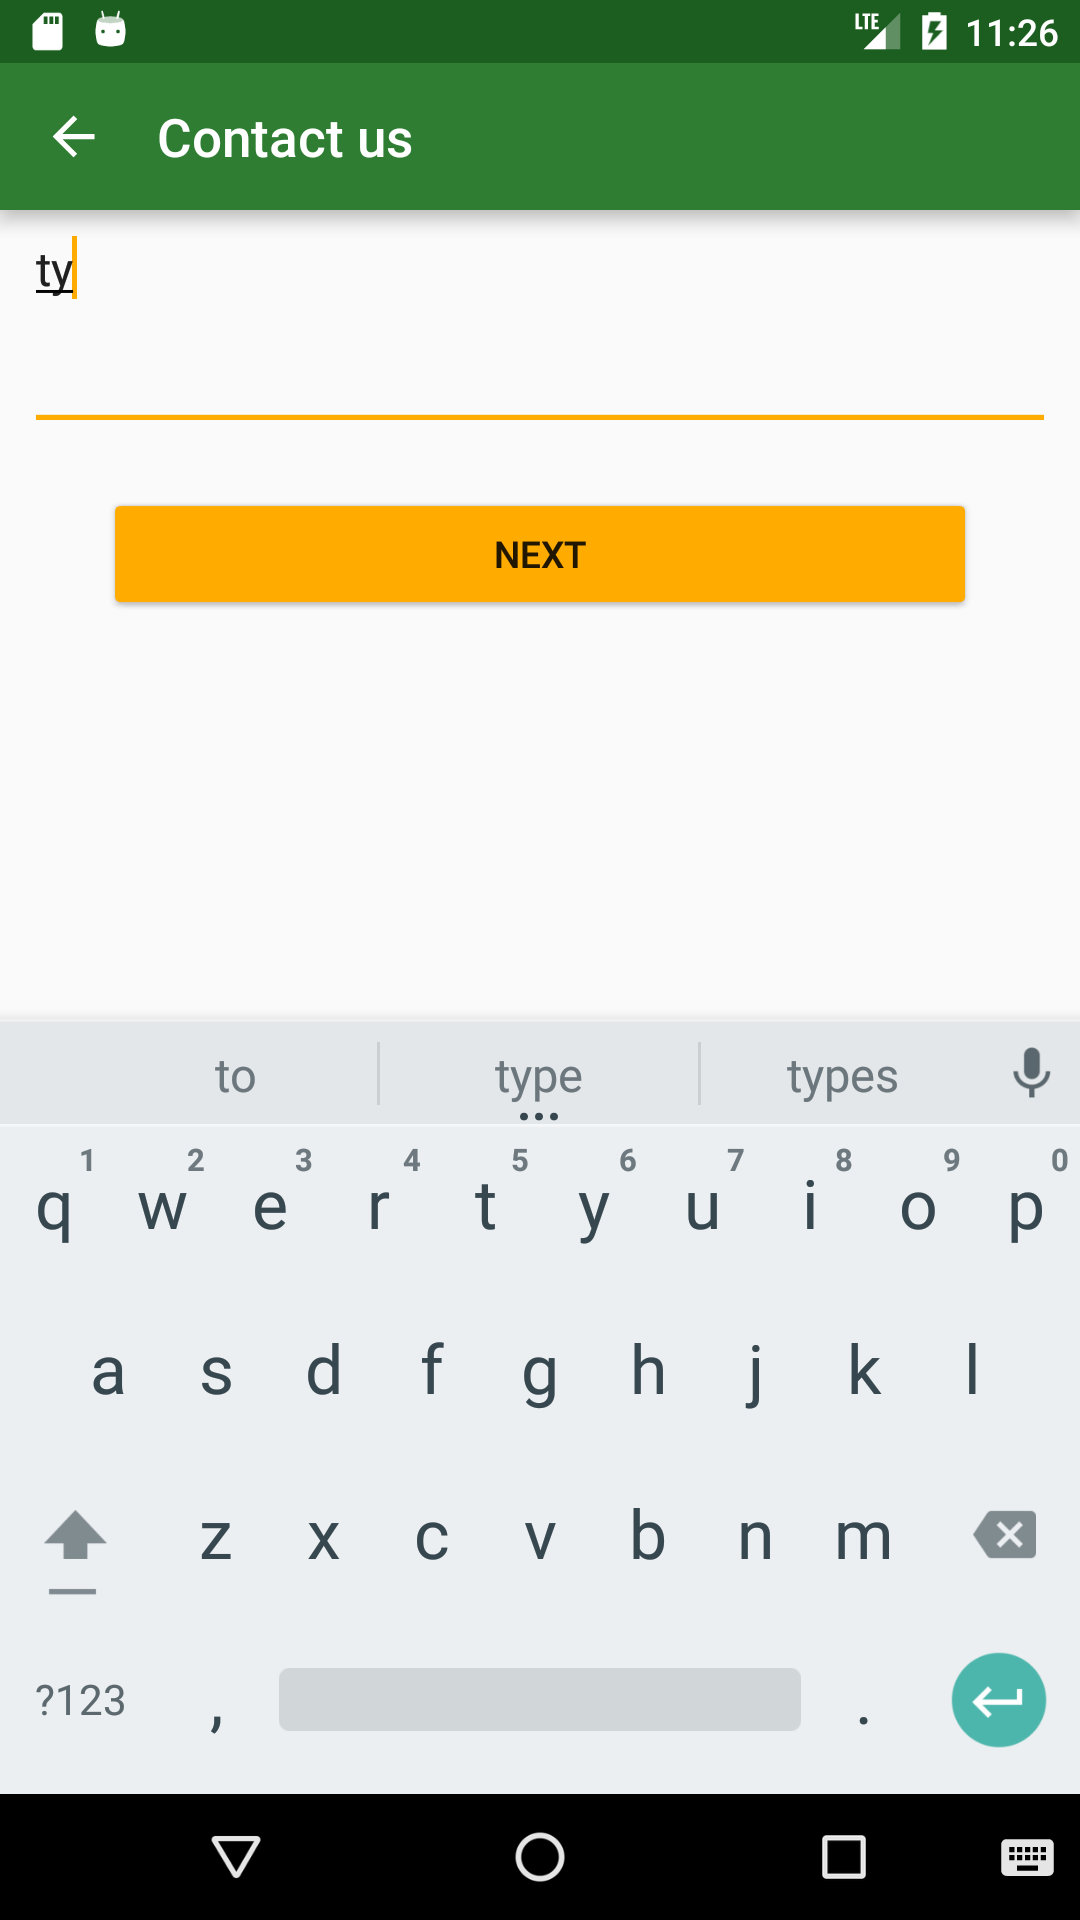 LTE 11:26
Contact us
ty
NEXT
to type types
1 2 3 4 5 6 7 8 9 0
q w e r t y u i o p
a s d f g h j k l
z x c v b n m
?123 , .